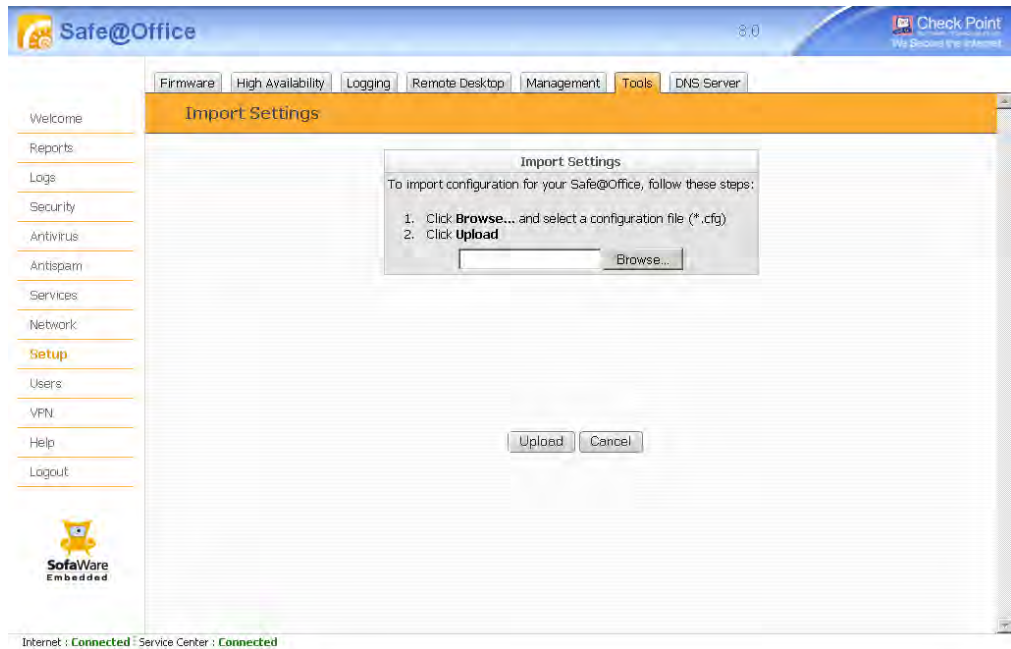 Safe@Office
8.0
Check Point
We Secure the Internet
Firmware High Availability Logging Remote Desktop Management Tools DNS Server
Import Settings
Welcome
Reports
Logs
Security
Antivirus
Antispam
Services
Network
Setup
Users
VPN
Help
Logout
Import Settings
To import configuration for your Safe@Office, follow these steps:
1. Click Browse... and select a configuration file (*.cfg)
2. Click Upload
Browse...
Upload Cancel
SofaWare
Embedded
Internet : Connected Service Center : Connected